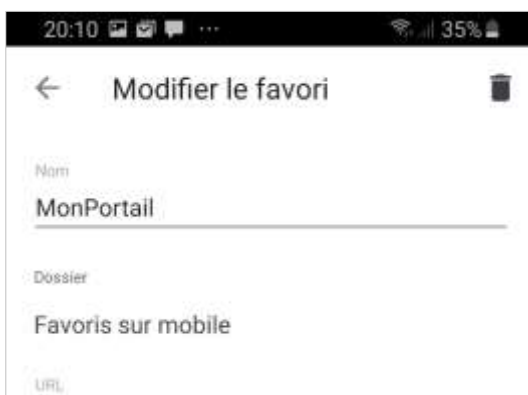 20:10 ... 35%
Modifier le favori
Nom
MonPortail
Dossier
Favoris sur mobile
URL